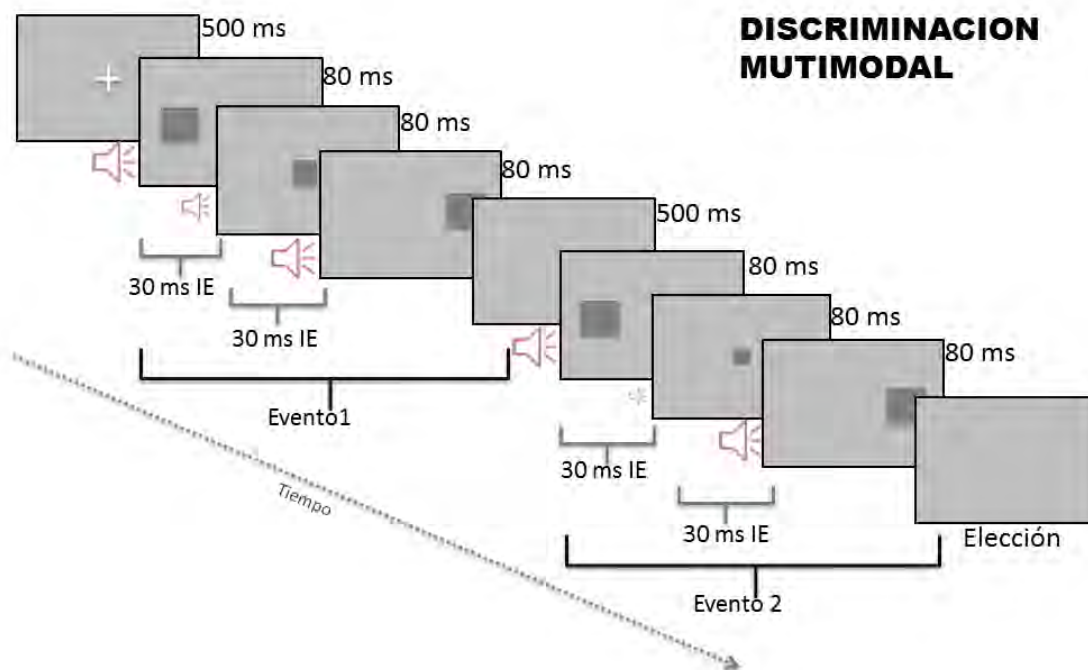 DISCRIMINACION
MUTIMODAL
500 ms
80 ms
80 ms
80 ms
500 ms
80 ms
80 ms
80 ms
30 ms IE
30 ms IE
Evento1
30 ms IE
30 ms IE
Elección
Evento 2
Tiempo